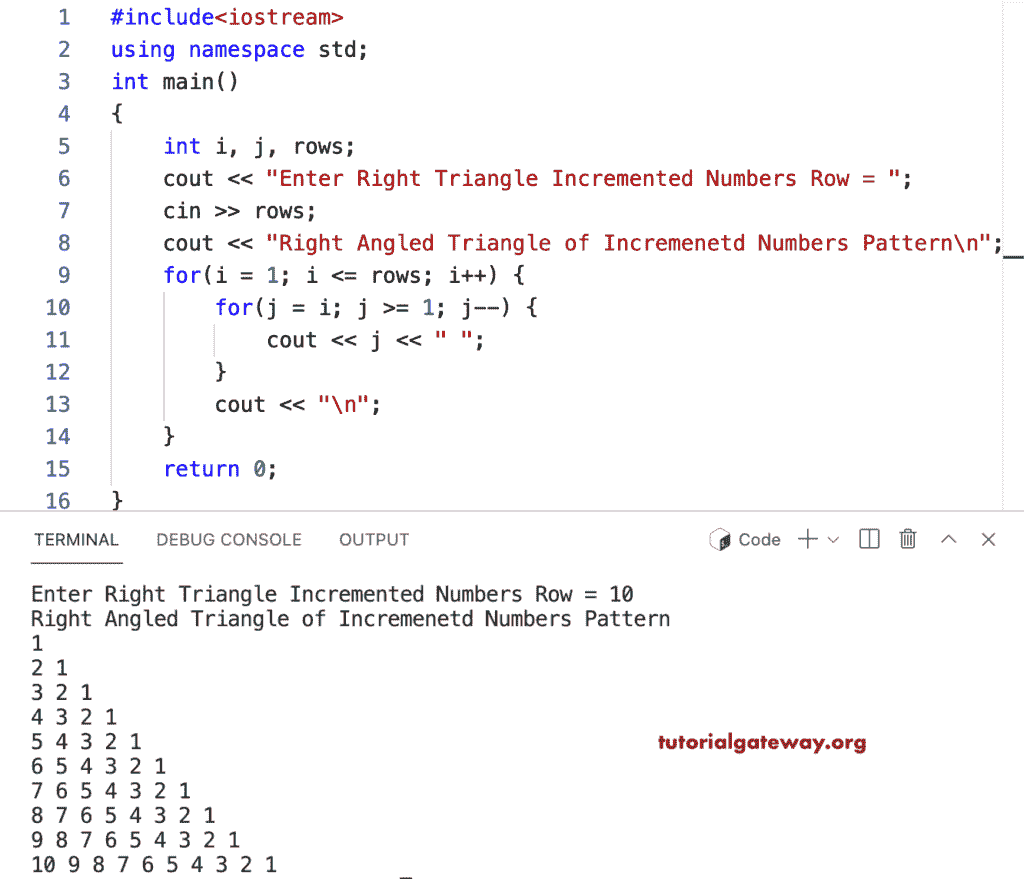 1 #include<iostream>
2 using namespace std;
3 int main()
4 {
5     int i, j, rows;
6     cout << "Enter Right Triangle Incremented Numbers Row = ";
7     cin >> rows;
8     cout << "Right Angled Triangle of Incremenetd Numbers Pattern\n";
9     for(i = 1; i <= rows; i++) {
10         for(j = i; j >= 1; j--) {
11             cout << j << " ";
12         }
13         cout << "\n";
14     }
15     return 0;
16 }
TERMINAL DEBUG CONSOLE OUTPUT Code
Enter Right Triangle Incremented Numbers Row = 10
Right Angled Triangle of Incremenetd Numbers Pattern
1
2 1
3 2 1
4 3 2 1
5 4 3 2 1
6 5 4 3 2 1
7 6 5 4 3 2 1
8 7 6 5 4 3 2 1
9 8 7 6 5 4 3 2 1
10 9 8 7 6 5 4 3 2 1
tutorialgateway.org